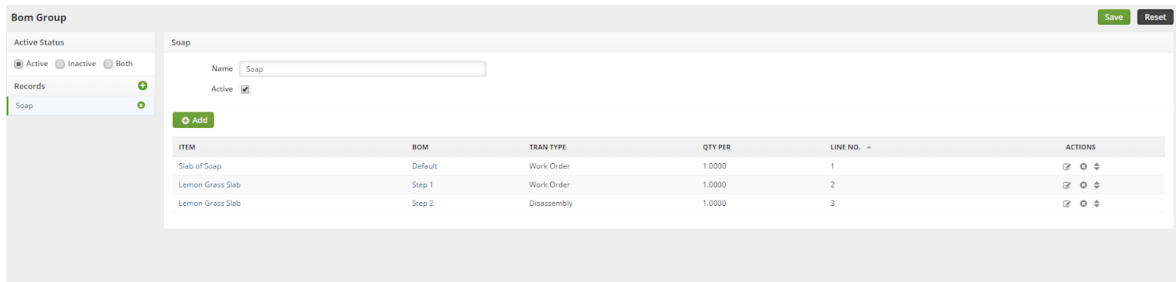 Bom Group
Save
Reset
Active Status
Active Inactive Both
Records
Soap
Soap
Name Soap
Active
Add
ITEM BOM TRAN TYPE QTY PER LINE NO. ACTIONS
Slab of Soap Default Work Order 1.0000 1
Lemon Grass Slab Step 1 Work Order 1.0000 2
Lemon Grass Slab Step 2 Disassembly 1.0000 3